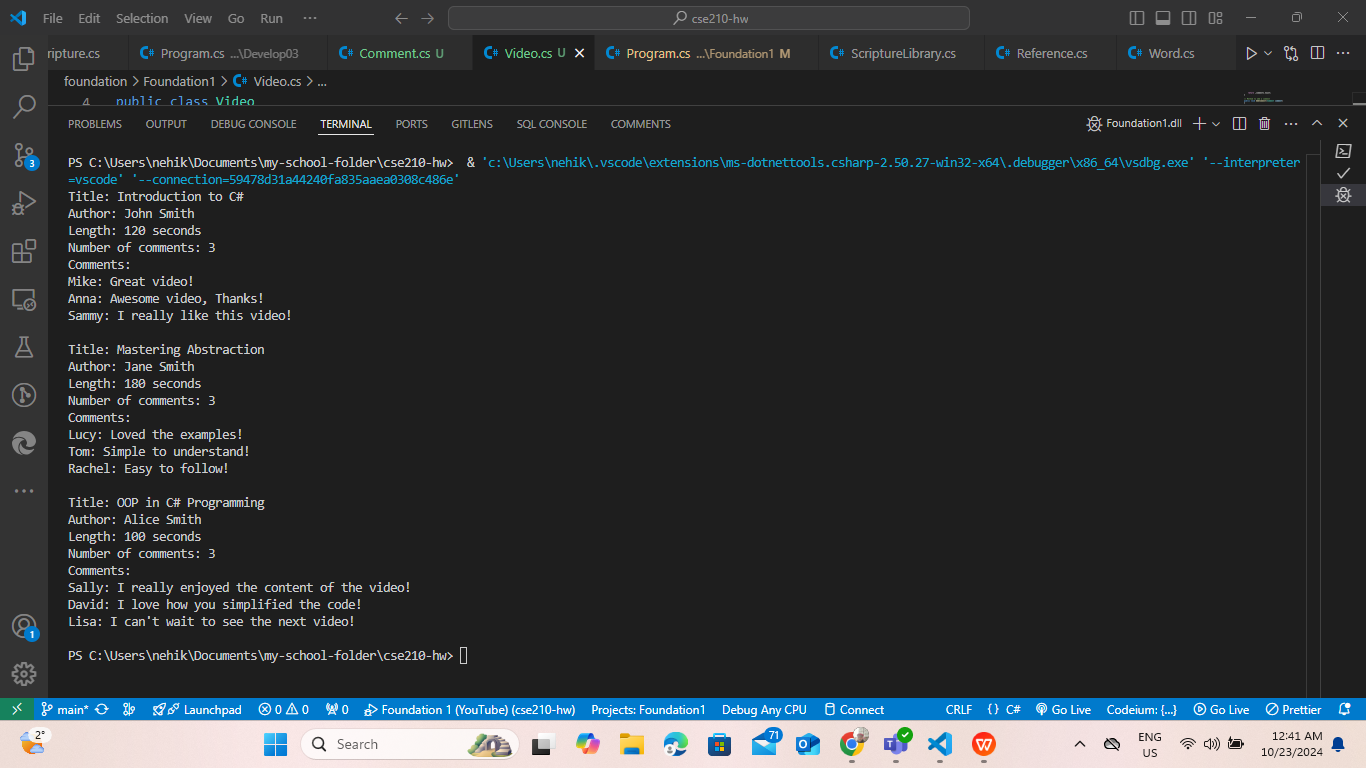 File Edit Selection View Go Run ··· cse210-hw
ripture.cs Program.cs ...\Develop03 Comment.cs U Video.cs U Program.cs ...\Foundation1 M ScriptureLibrary.cs Reference.cs Word.cs
foundation > Foundation1 > Video.cs > ...
4 public class Video
PROBLEMS OUTPUT DEBUG CONSOLE TERMINAL PORTS GITLENS SQL CONSOLE COMMENTS Foundation1.dll
PS C:\Users\nehik\Documents\my-school-folder\cse210-hw> & 'c:\Users\nehik\.vscode\extensions\ms-dotnettools.csharp-2.50.27-win32-x64\.debugger\x86_64\vsdbg.exe' '--interpreter
=vscode' '--connection=59478d31a44240fa835aaea0308c486e'
Title: Introduction to C#
Author: John Smith
Length: 120 seconds
Number of comments: 3
Comments:
Mike: Great video!
Anna: Awesome video, Thanks!
Sammy: I really like this video!
Title: Mastering Abstraction
Author: Jane Smith
Length: 180 seconds
Number of comments: 3
Comments:
Lucy: Loved the examples!
Tom: Simple to understand!
Rachel: Easy to follow!
Title: OOP in C# Programming
Author: Alice Smith
Length: 100 seconds
Number of comments: 3
Comments:
Sally: I really enjoyed the content of the video!
David: I love how you simplified the code!
Lisa: I can't wait to see the next video!
PS C:\Users\nehik\Documents\my-school-folder\cse210-hw>
3
1
main* Launchpad 0 0 0 Foundation 1 (YouTube) (cse210-hw) Projects: Foundation1 Debug Any CPU Connect CRLF {} C# Go Live Codeium: {...} Go Live Prettier
2° Search 71 ENG 12:41 AM
US 10/23/2024